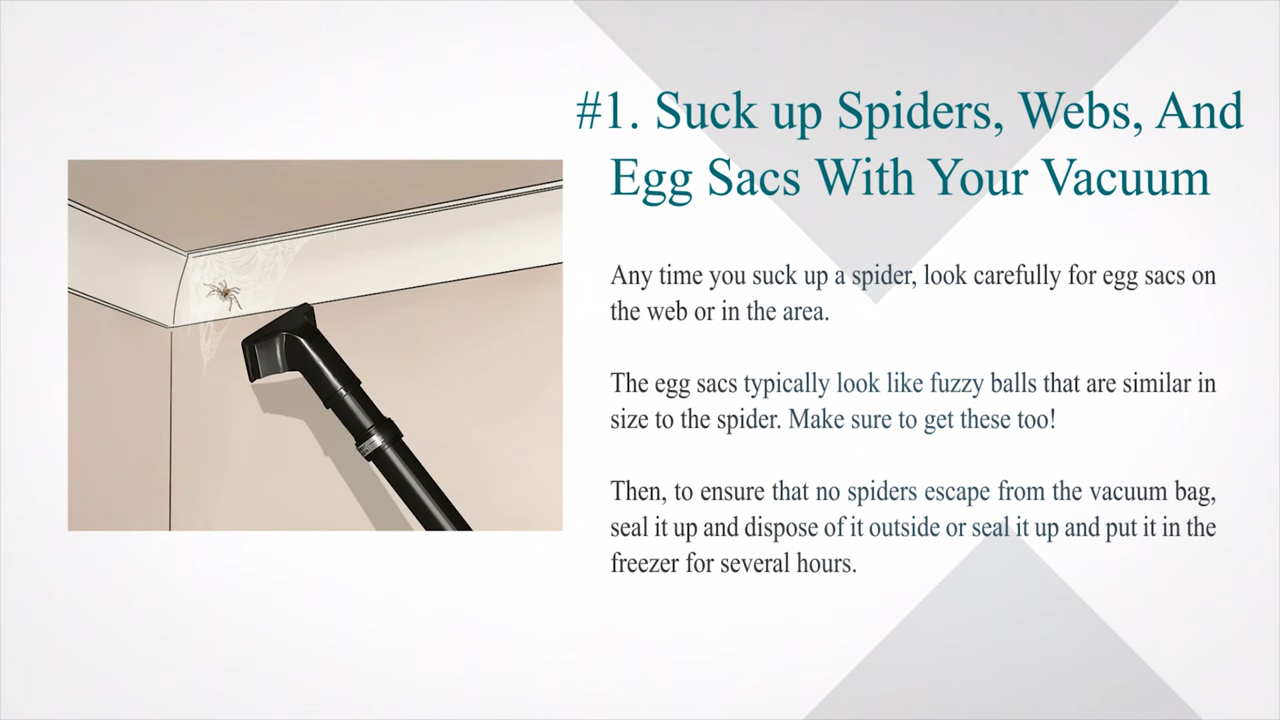 #1. Suck up Spiders, Webs, And
Egg Sacs With Your Vacuum
Any time you suck up a spider, look carefully for egg sacs on
the web or in the area.
The egg sacs typically look like fuzzy balls that are similar in
size to the spider. Make sure to get these too!
Then, to ensure that no spiders escape from the vacuum bag,
seal it up and dispose of it outside or seal it up and put it in the
freezer for several hours.